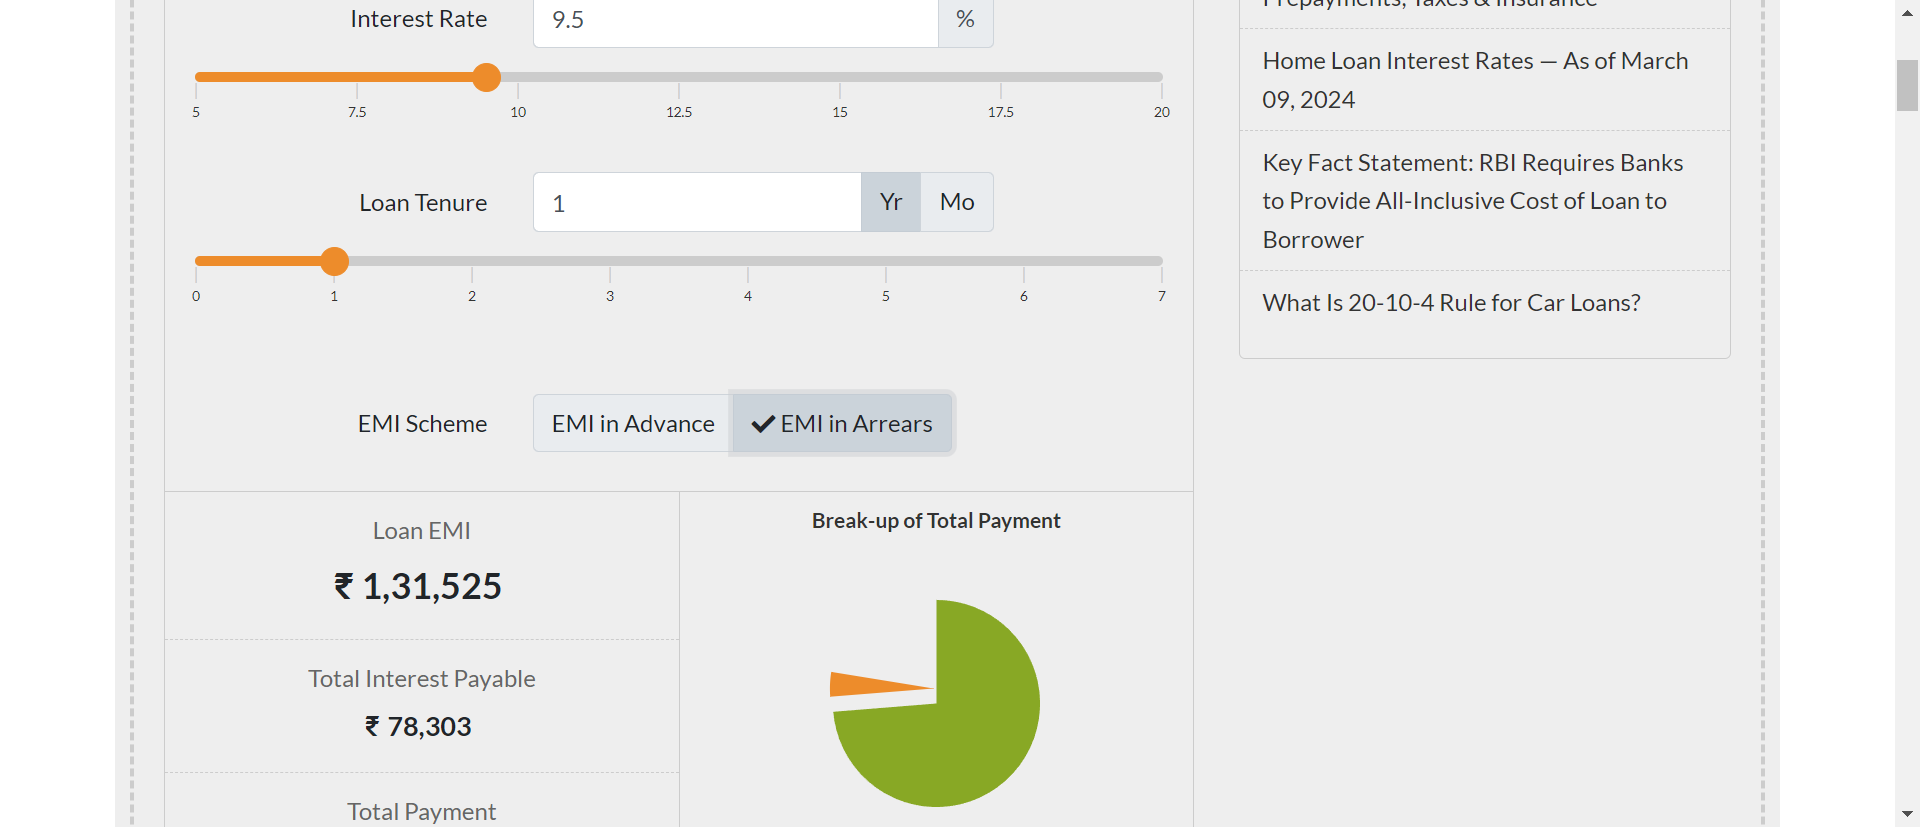 Interest Rate
9.5
%
5 7.5 10 12.5 15 17.5 20
Loan Tenure
1
Yr
Mo
0 1 2 3 4 5 6 7
EMI Scheme
EMI in Advance
EMI in Arrears
Loan EMI
₹ 1,31,525
Total Interest Payable
₹ 78,303
Total Payment
Break-up of Total Payment
Prepayments, Taxes & Insurance
Home Loan Interest Rates — As of March
09, 2024
Key Fact Statement: RBI Requires Banks
to Provide All-Inclusive Cost of Loan to
Borrower
What Is 20-10-4 Rule for Car Loans?